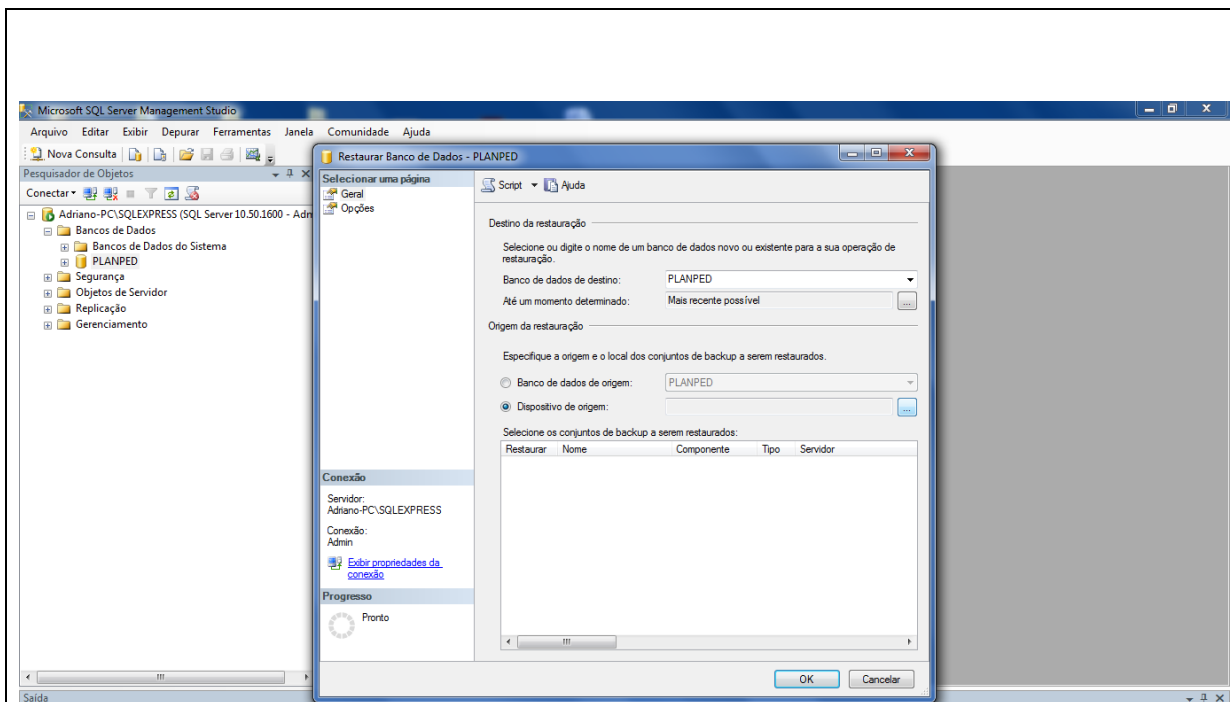 Microsoft SQL Server Management Studio
Arquivo Editar Exibir Depurar Ferramentas Janela Comunidade Ajuda
Nova Consulta
Pesquisador de Objetos
Conectar
Adriano-PC\SQLEXPRESS (SQL Server 10.50.1600 - Adn
Bancos de Dados
Bancos de Dados do Sistema
PLANPED
Segurança
Objetos de Servidor
Replicação
Gerenciamento
Restaurar Banco de Dados - PLANPED
Selecionar uma página
Geral
Opções
Conexão
Servidor:
Adriano-PC\SQLEXPRESS
Conexão:
Admin
Exibir propriedades da
conexão
Progresso
Pronto
Script Ajuda
Destino da restauração
Selecione ou digite o nome de um banco de dados novo ou existente para a sua operação de
restauração.
Banco de dados de destino: PLANPED
Até um momento determinado: Mais recente possível ...
Origem da restauração
Especifique a origem e o local dos conjuntos de backup a serem restaurados.
Banco de dados de origem: PLANPED
Dispositivo de origem: ...
Selecione os conjuntos de backup a serem restaurados:
Restaurar Nome Componente Tipo Servidor
OK Cancelar
Saída